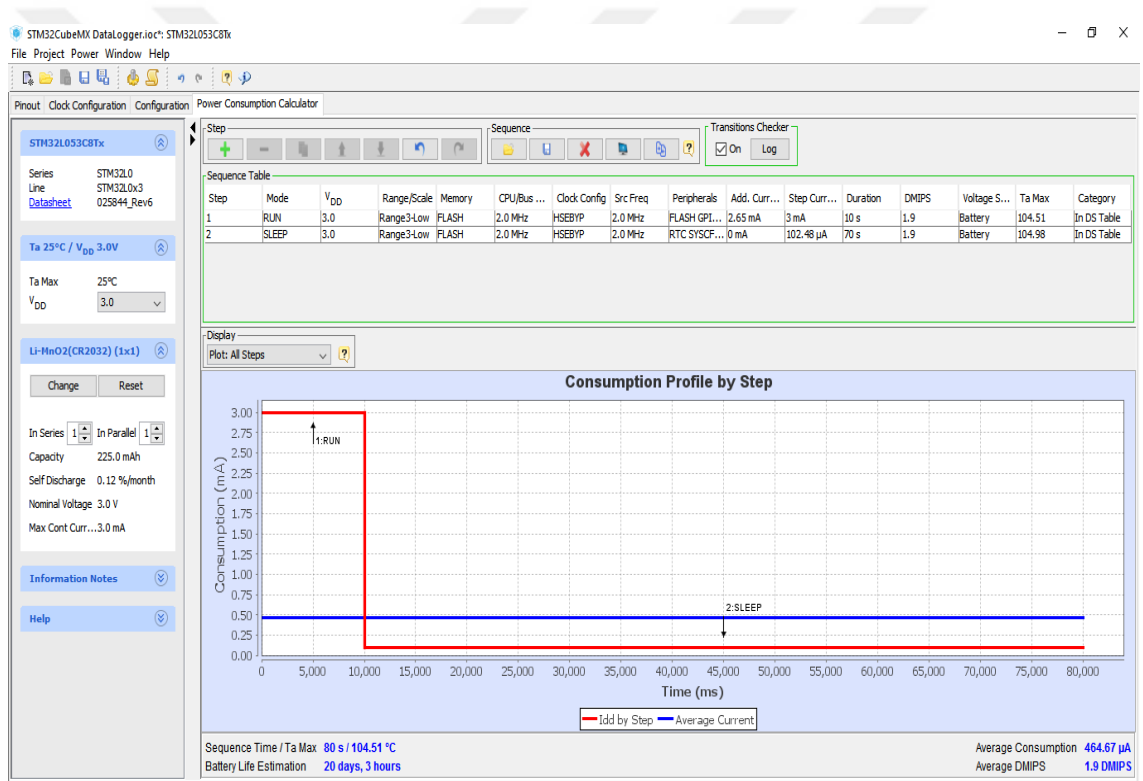 STM32CubeMX DataLogger.ioc*: STM32L053C8Tx
File Project Power Window Help
Pinout Clock Configuration Configuration Power Consumption Calculator
STM32L053C8Tx
Series STM32L0
Line STM32L0x3
Datasheet 025844_Rev6
Ta 25°C / VDD 3.0V
Ta Max 25°C
VDD 3.0
Li-MnO2(CR2032) (1x1)
Change Reset
In Series 1 In Parallel 1
Capacity 225.0 mAh
Self Discharge 0.12 %/month
Nominal Voltage 3.0 V
Max Cont Curr...3.0 mA
Information Notes
Help
Step Sequence Transitions Checker
On Log
Sequence Table
Step Mode VDD Range/Scale Memory CPU/Bus ... Clock Config Src Freq Peripherals Add. Curr... Step Curr... Duration DMIPS Voltage S... Ta Max Category
1 RUN 3.0 Range3-Low FLASH 2.0 MHz HSEBYP 2.0 MHz FLASH GPI... 2.65 mA 3 mA 10 s 1.9 Battery 104.51 In DS Table
2 SLEEP 3.0 Range3-Low FLASH 2.0 MHz HSEBYP 2.0 MHz RTC SYSCF... 0 mA 102.48 µA 70 s 1.9 Battery 104.98 In DS Table
Display
Plot: All Steps
Consumption Profile by Step
Consumption (mA)
3.00
2.75
2.50
2.25
2.00
1.75
1.50
1.25
1.00
0.75
0.50
0.25
0.00
1:RUN
2:SLEEP
0 5,000 10,000 15,000 20,000 25,000 30,000 35,000 40,000 45,000 50,000 55,000 60,000 65,000 70,000 75,000 80,000
Time (ms)
Idd by Step Average Current
Sequence Time / Ta Max 80 s / 104.51 °C
Average Consumption 464.67 µA
Battery Life Estimation 20 days, 3 hours
Average DMIPS 1.9 DMIPS